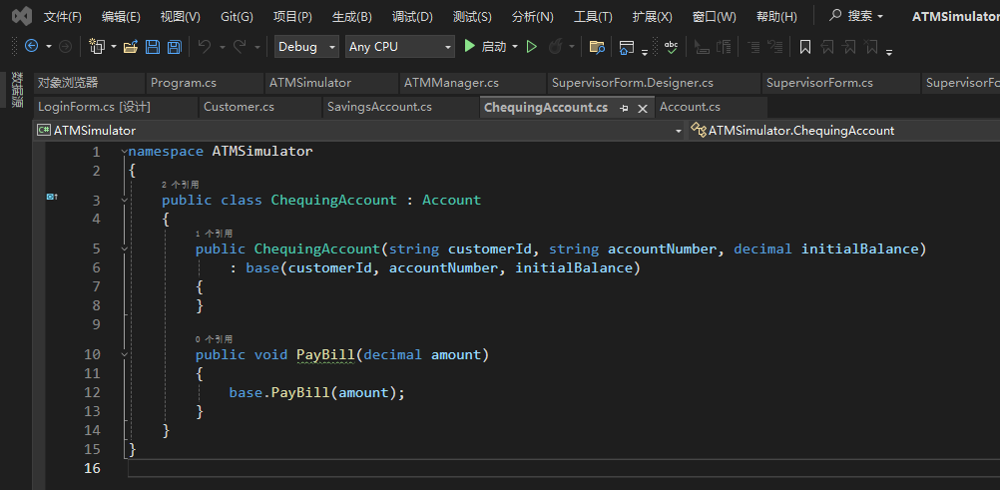 文件(F) 编辑(E) 视图(V) Git(G) 项目(P) 生成(B) 调试(D) 测试(S) 分析(N) 工具(T) 扩展(X) 窗口(W) 帮助(H) 搜索 ATMSimulator
Debug Any CPU 启动
数据源
对象浏览器 Program.cs ATMSimulator ATMManager.cs SupervisorForm.Designer.cs SupervisorForm.cs SupervisorFo
LoginForm.cs [设计] Customer.cs SavingsAccount.cs ChequingAccount.cs Account.cs
C# ATMSimulator ATMSimulator.ChequingAccount
1 namespace ATMSimulator
2 {
2 个引用
3 public class ChequingAccount : Account
4 {
1 个引用
5 public ChequingAccount(string customerId, string accountNumber, decimal initialBalance)
6 : base(customerId, accountNumber, initialBalance)
7 {
8 }
9
0 个引用
10 public void PayBill(decimal amount)
11 {
12 base.PayBill(amount);
13 }
14 }
15 }
16